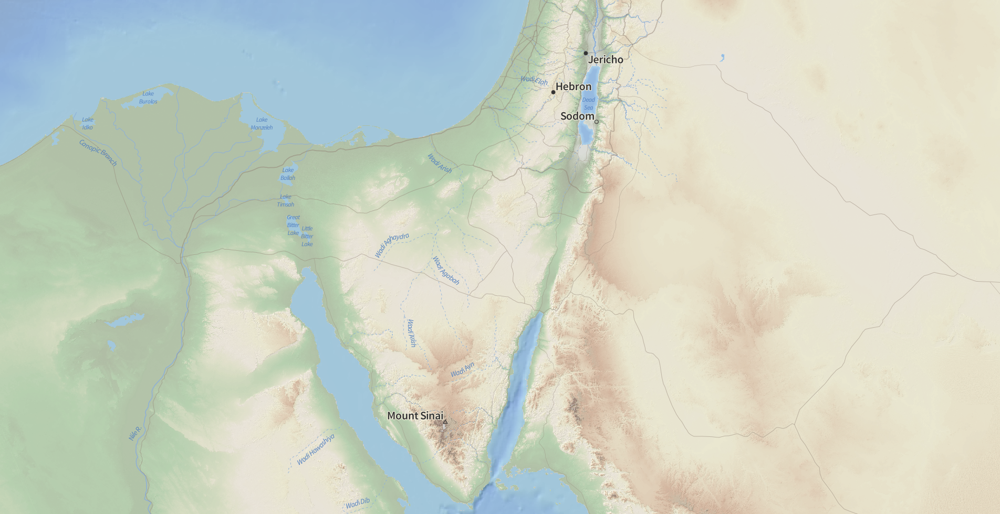 Jericho
Wadi Elah
Hebron
Lake
Burolos
Dead
Sea
Lake
Idko
Lake
Manzeleh
Sodom
Canopic Branch
Wadi Arish
Lake
Ballah
Lake
Timsah
Great
Bitter
Lake
Little
Bitter
Lake
Wadi Aghaydra
Wadi Agabah
Wadi Arish
Wadi Ayn
Mount Sinai
Nile R.
Wadi Hawashiya
Wadi Dib